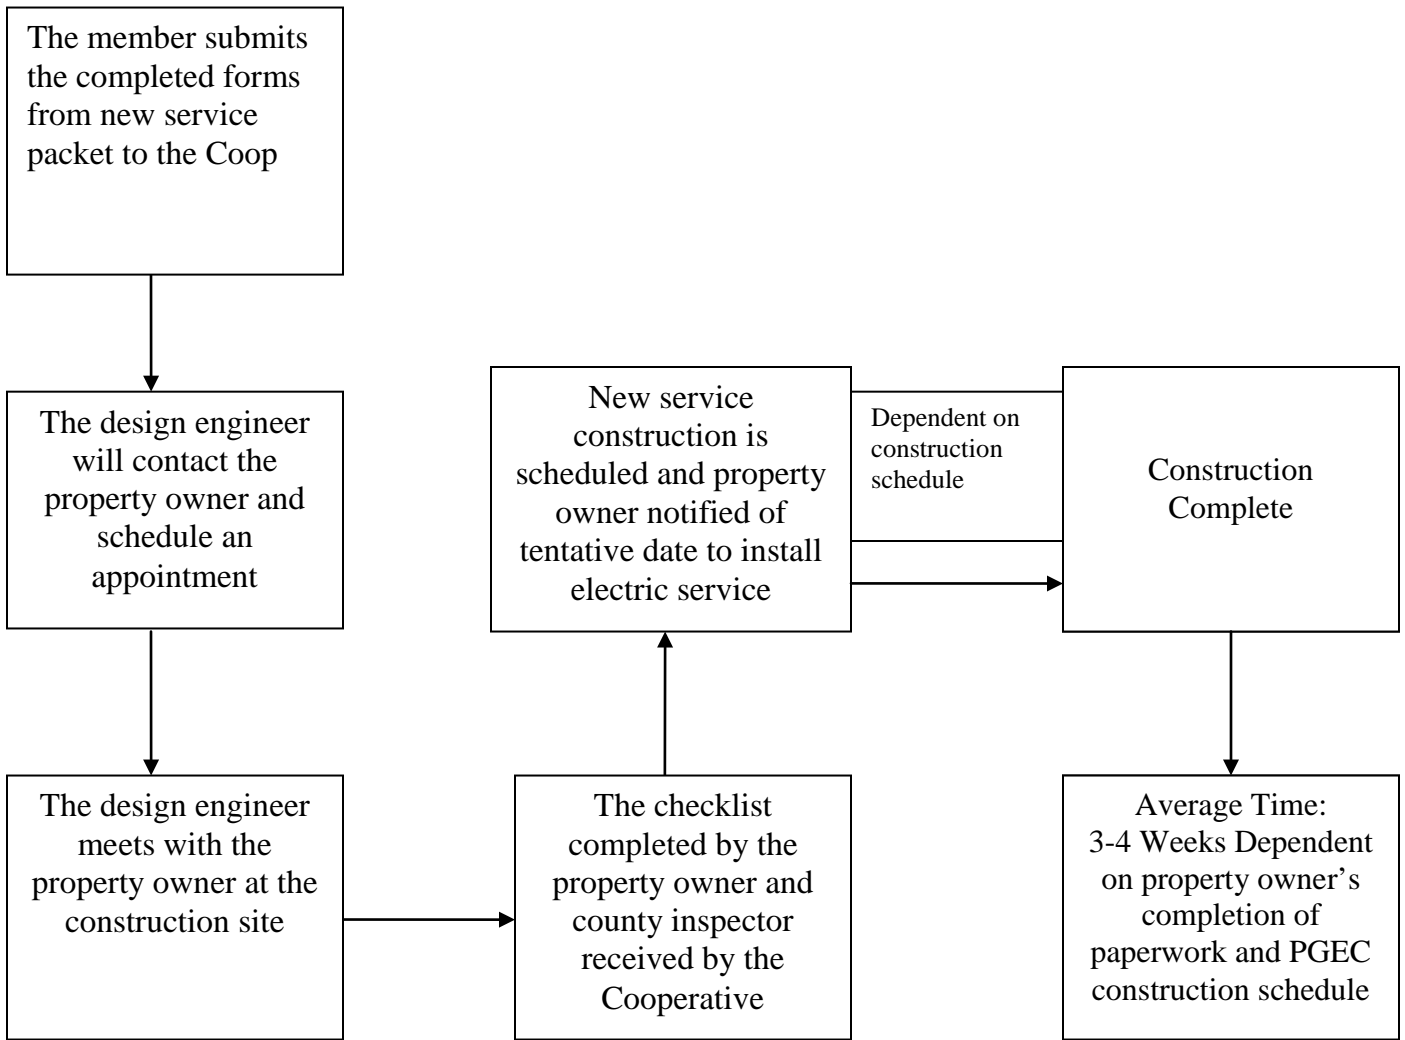 The member submits
the completed forms
from new service
packet to the Coop
The design engineer
will contact the
property owner and
schedule an
appointment
The design engineer
meets with the
property owner at the
construction site
The checklist
completed by the
property owner and
county inspector
received by the
Cooperative
New service
construction is
scheduled and property
owner notified of
tentative date to install
electric service
Dependent on
construction
schedule
Construction
Complete
Average Time:
3-4 Weeks Dependent
on property owner’s
completion of
paperwork and PGEC
construction schedule